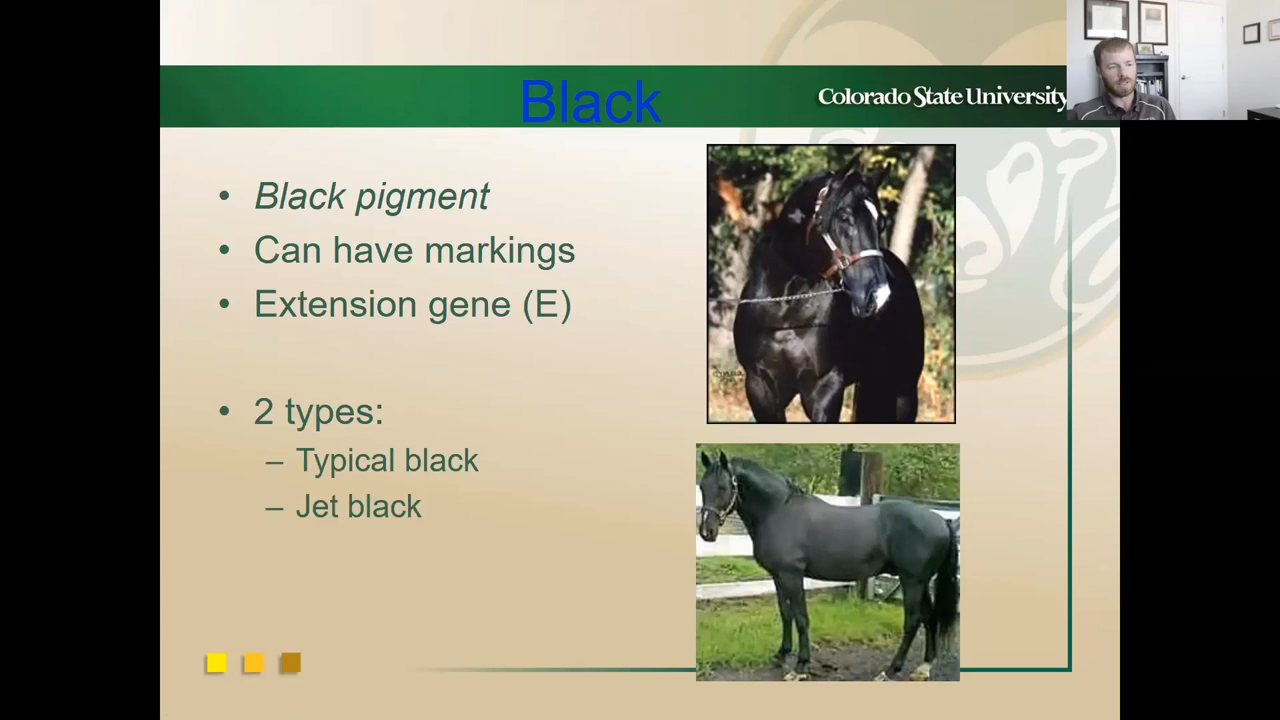 Black
Colorado State University
• Black pigment
• Can have markings
• Extension gene (E)
• 2 types:
– Typical black
– Jet black